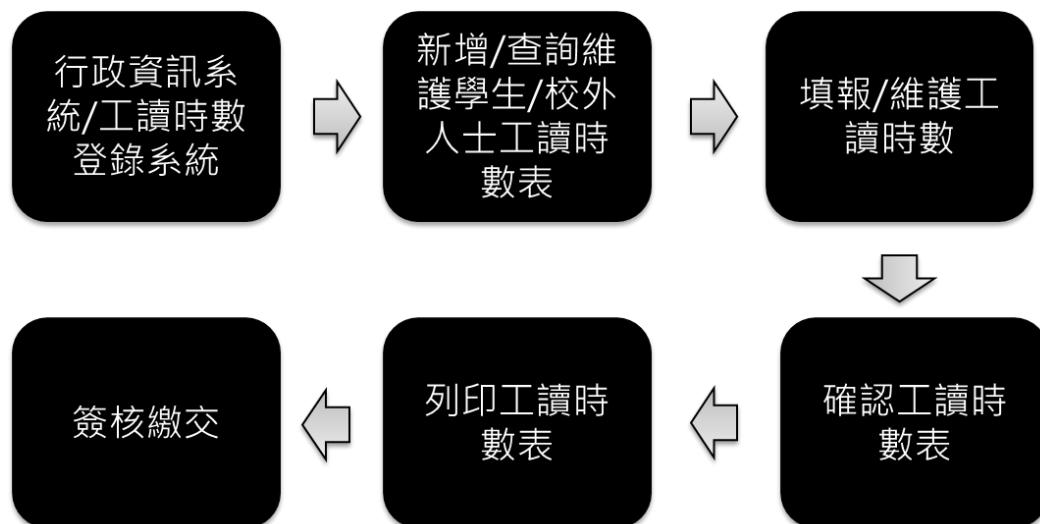 行政資訊系
統/工讀時數
登錄系統
新增/查詢維
護學生/校外
人士工讀時
數表
填報/維護工
讀時數
確認工讀時
數表
列印工讀時
數表
簽核繳交